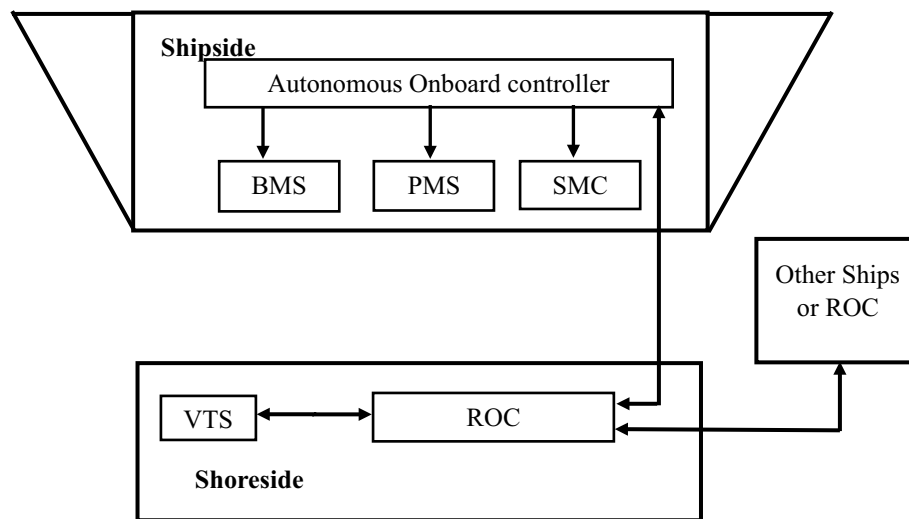 Shipside
Autonomous Onboard controller
BMS
PMS
SMC
Other Ships
or ROC
VTS
ROC
Shoreside